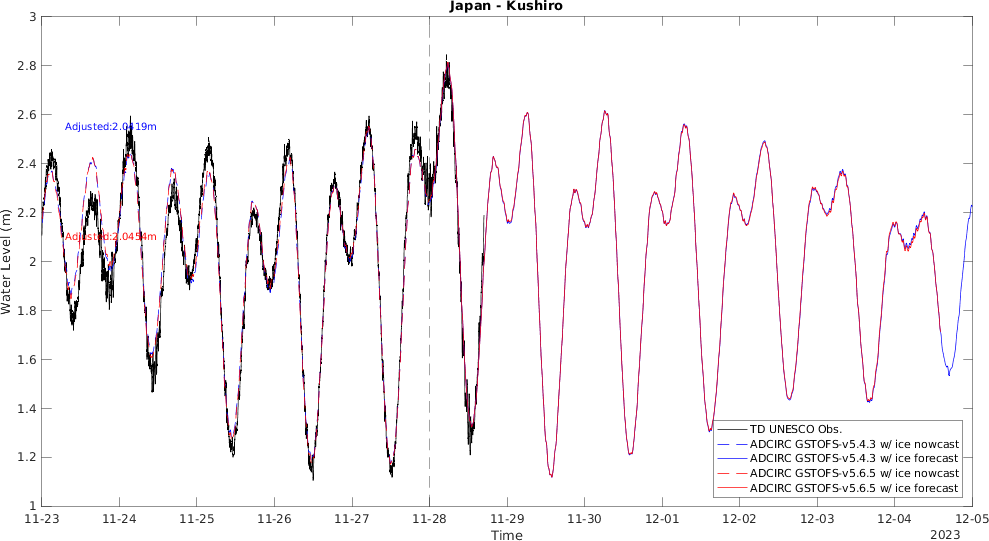 Japan - Kushiro
3
2.8
2.6
2.4
2.2
2
1.8
1.6
1.4
1.2
1
Water Level (m)
Adjusted:2.0419m
Adjusted:2.0454m
TD UNESCO Obs.
ADCIRC GSTOFS-v5.4.3 w/ ice nowcast
ADCIRC GSTOFS-v5.4.3 w/ ice forecast
ADCIRC GSTOFS-v5.6.5 w/ ice nowcast
ADCIRC GSTOFS-v5.6.5 w/ ice forecast
11-23 11-24 11-25 11-26 11-27 11-28 11-29 11-30 12-01 12-02 12-03 12-04 12-05
Time
2023